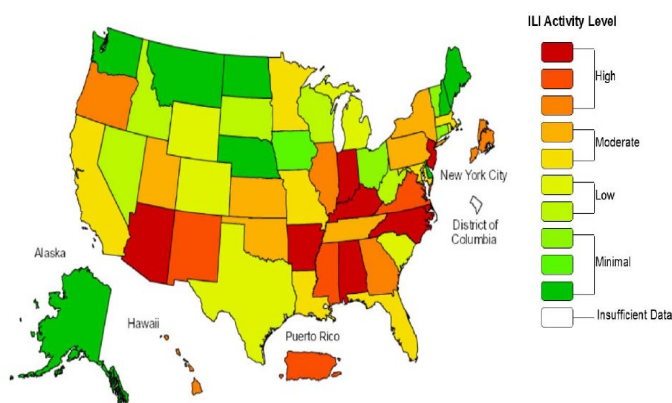 ILI Activity Level
High
Moderate
Low
Minimal
Insufficient Data
New York City
District of
Columbia
Alaska
Hawaii
Puerto Rico